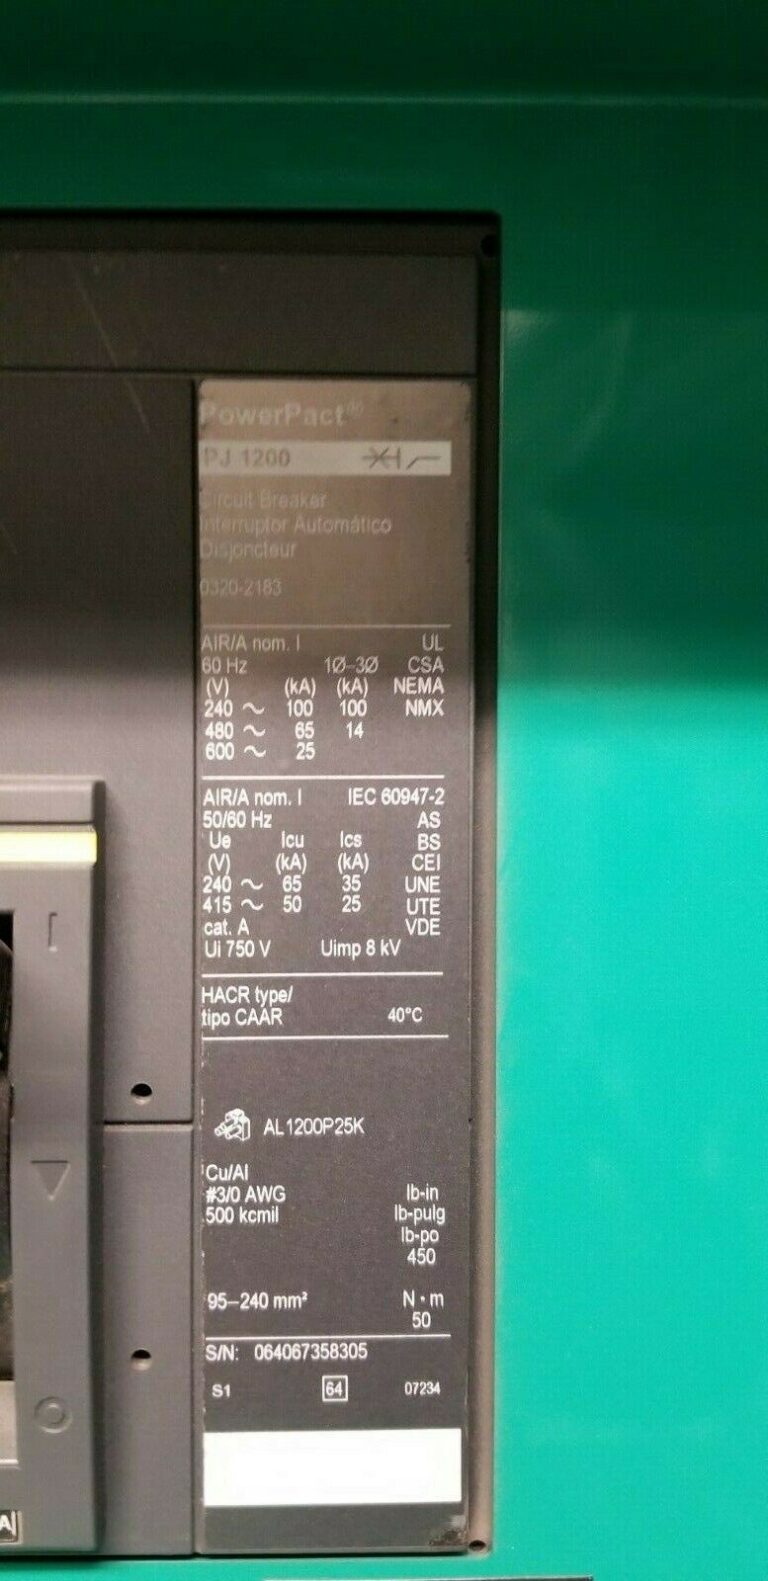 PowerPact®
PJ 1200
Circuit Breaker
Interruptor Automático
Disjoncteur
0320-2183
AIR/A nom. I UL
60 Hz 1Ø–3Ø CSA
(V) (kA) (kA) NEMA
240 ~ 100 100 NMX
480 ~ 65 14
600 ~ 25
AIR/A nom. I IEC 60947-2
50/60 Hz AS
Ue Icu Ics BS
(V) (kA) (kA) CEI
240 ~ 65 35 UNE
415 ~ 50 25 UTE
cat. A VDE
Ui 750 V Uimp 8 kV
HACR type/
tipo CAAR 40°C
AL1200P25K
Cu/Al
#3/0 AWG lb-in
500 kcmil lb-pulg
lb-po
450
95–240 mm² N • m
50
S/N: 064067358305
S1 64 07234